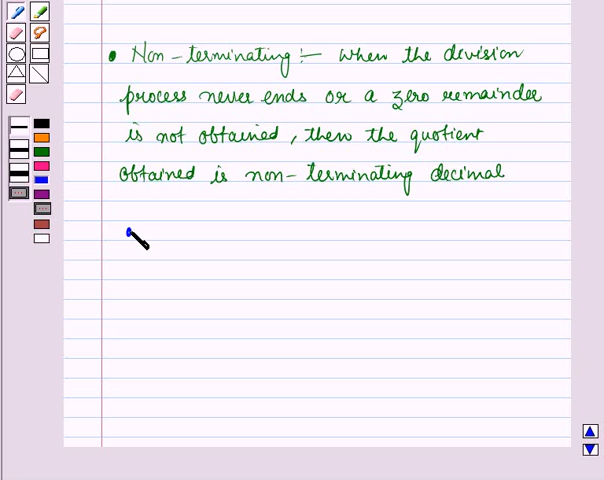 • Non-terminating :- When the division
process never ends or a zero remainder
is not obtained, then the quotient
obtained is non-terminating decimal